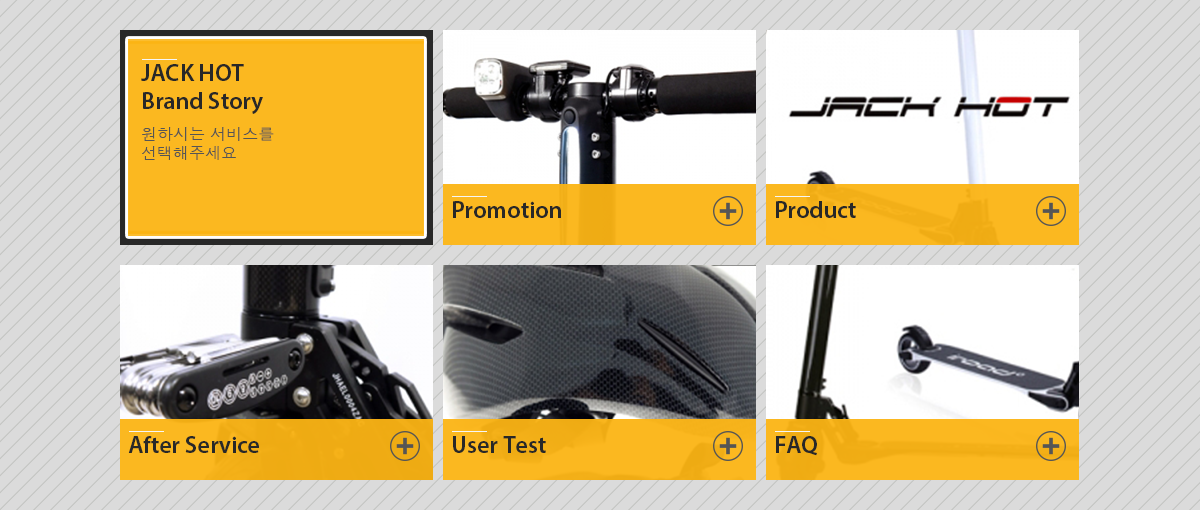 JACK HOT
Brand Story
원하시는 서비스를
선택해주세요
JACK HOT
Promotion
Product
After Service
User Test
FAQ